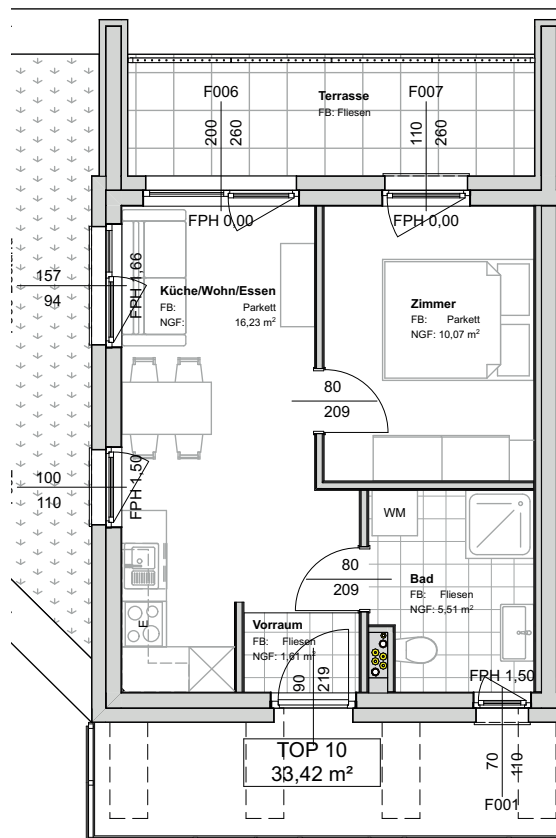 F006
F007
Terrasse
FB: Fliesen
200
260
110
260
FPH 0,00
FPH 0,00
157
94
FPH 1,66
Küche/Wohn/Essen
FB: Parkett
NGF: 16,23 m²
Zimmer
FB: Parkett
NGF: 10,07 m²
80
209
100
110
FPH 1,50
WM
80
209
Bad
FB: Fliesen
NGF: 5,51 m²
E
Vorraum
FB: Fliesen
NGF: 1,61 m²
90
219
FPH 1,50
TOP 10
33,42 m²
70
110
F001